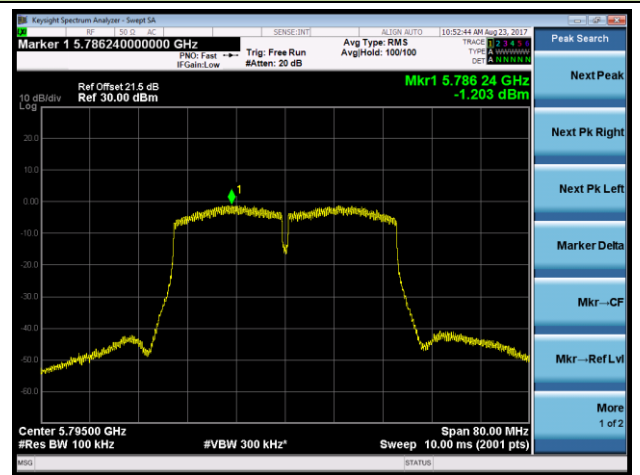 Keysight Spectrum Analyzer - Swept SA
RF 50 Ω AC SENSE:INT ALIGN AUTO 10:52:44 AM Aug 23, 2017
Marker 1 5.786240000000 GHz
PNO: Fast
IFGain:Low
Trig: Free Run
#Atten: 20 dB
Avg Type: RMS
Avg|Hold: 100/100
TRACE 1 2 3 4 5 6
TYPE A WWWWW
DET A N N N N N
Peak Search
Ref Offset 21.5 dB
10 dB/div Ref 30.00 dBm
Log
Mkr1 5.786 24 GHz
-1.203 dBm
20.0
10.0
0.00
-10.0
-20.0
-30.0
-40.0
-50.0
-60.0
1
Center 5.79500 GHz Span 80.00 MHz
#Res BW 100 kHz #VBW 300 kHz* Sweep 10.00 ms (2001 pts)
MSG STATUS
Next Peak
Next Pk Right
Next Pk Left
Marker Delta
Mkr→CF
Mkr→Ref Lvl
More
1 of 2